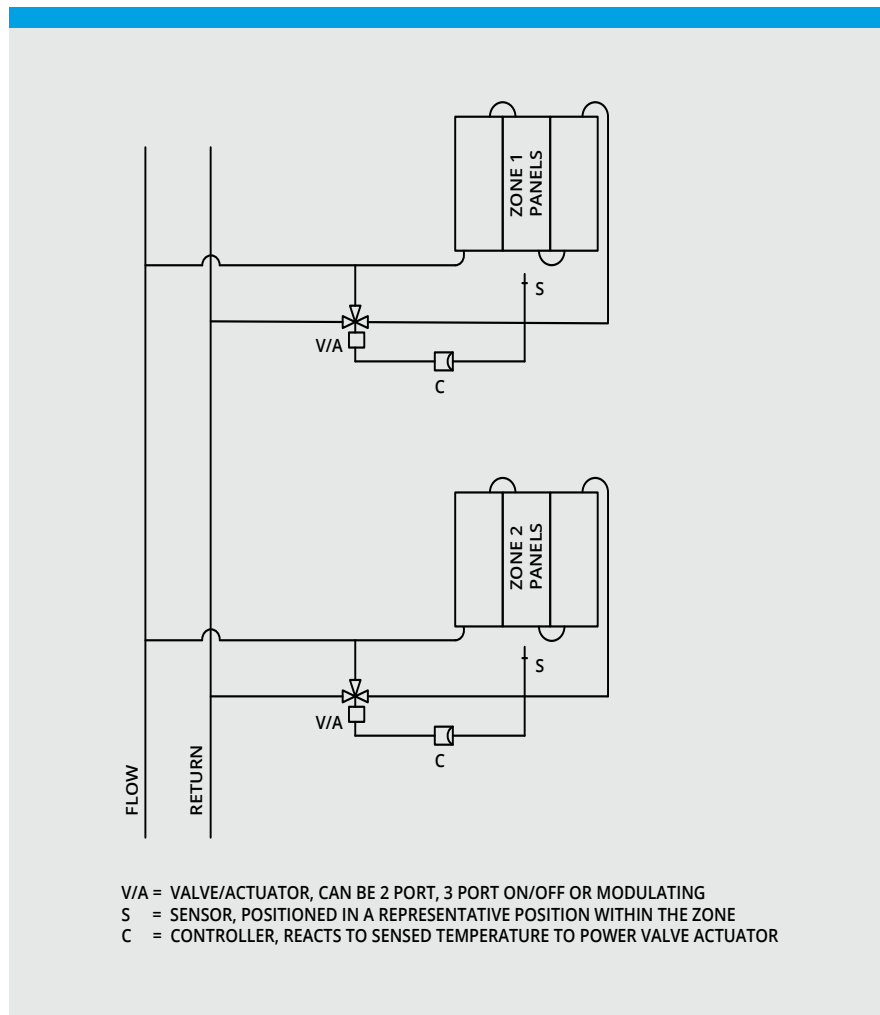 ZONE 1
PANELS
S
V/A
C
ZONE 2
PANELS
S
V/A
C
FLOW
RETURN
V/A = VALVE/ACTUATOR, CAN BE 2 PORT, 3 PORT ON/OFF OR MODULATING
S = SENSOR, POSITIONED IN A REPRESENTATIVE POSITION WITHIN THE ZONE
C = CONTROLLER, REACTS TO SENSED TEMPERATURE TO POWER VALVE ACTUATOR